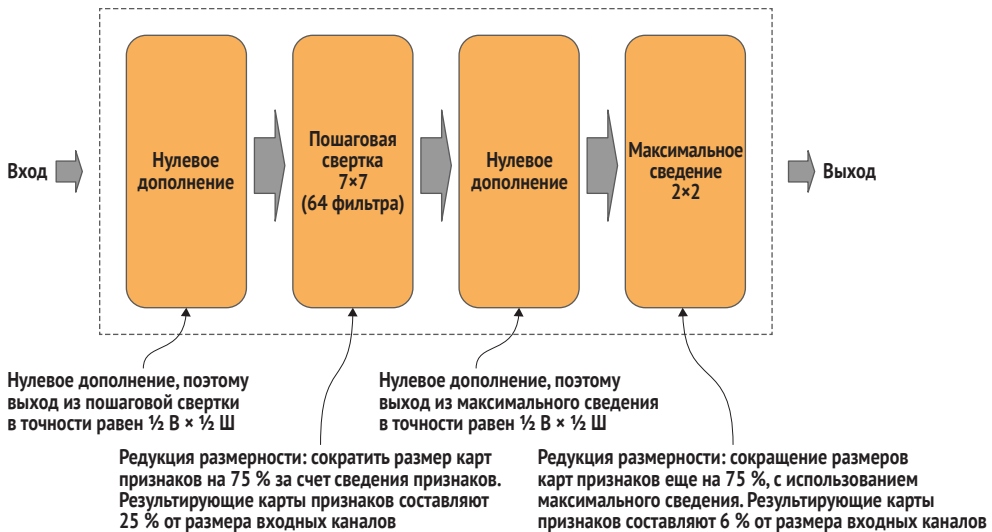 Вход
Нулевое
дополнение
Пошаговая
свертка
7×7
(64 фильтра)
Нулевое
дополнение
Максимальное
сведение
2×2
Выход
Нулевое дополнение, поэтому
выход из пошаговой свертки
в точности равен ½ В × ½ Ш
Нулевое дополнение, поэтому
выход из максимального сведения
в точности равен ½ В × ½ Ш
Редукция размерности: сократить размер карт
признаков на 75 % за счет сведения признаков.
Результирующие карты признаков составляют
25 % от размера входных каналов
Редукция размерности: сокращение размеров
карт признаков еще на 75 %, с использованием
максимального сведения. Результирующие карты
признаков составляют 6 % от размера входных каналов